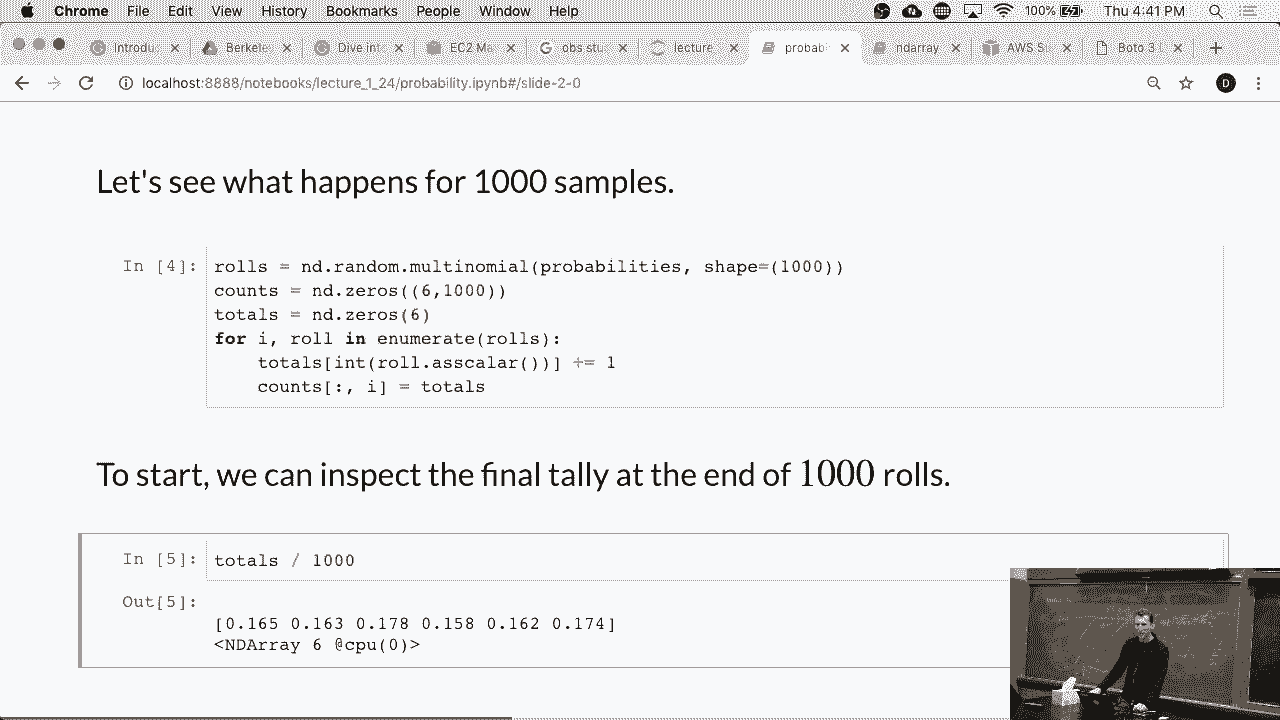 Chrome File Edit View History Bookmarks People Window Help 100% Thu 4:41 PM
Introdu Berkele Dive int EC2 Ma obs stu lecture probabi ndarray AWS S Boto 3
localhost:8888/notebooks/lecture_1_24/probability.ipynb#/slide-2-0 D
Let's see what happens for 1000 samples.
In [4]: rolls = nd.random.multinomial(probabilities, shape=(1000))
counts = nd.zeros((6,1000))
totals = nd.zeros(6)
for i, roll in enumerate(rolls):
totals[int(roll.asscalar())] += 1
counts[:, i] = totals
To start, we can inspect the final tally at the end of 1000 rolls.
In [5]: totals / 1000
Out[5]:
[0.165 0.163 0.178 0.158 0.162 0.174]
<NDArray 6 @cpu(0)>